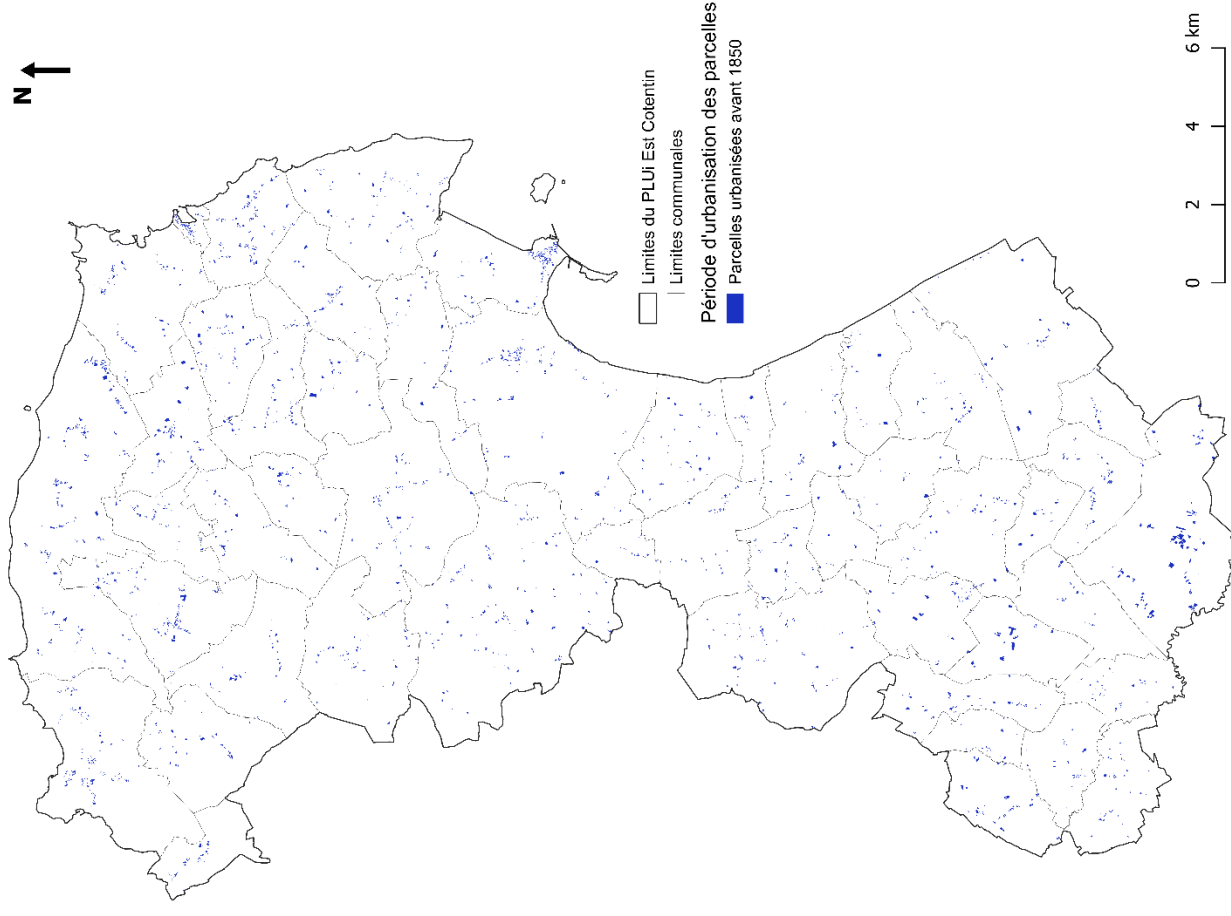 N
Limites du PLUi Est Cotentin
Limites communales
Période d'urbanisation des parcelles
Parcelles urbanisées avant 1850
0 2 4 6 km